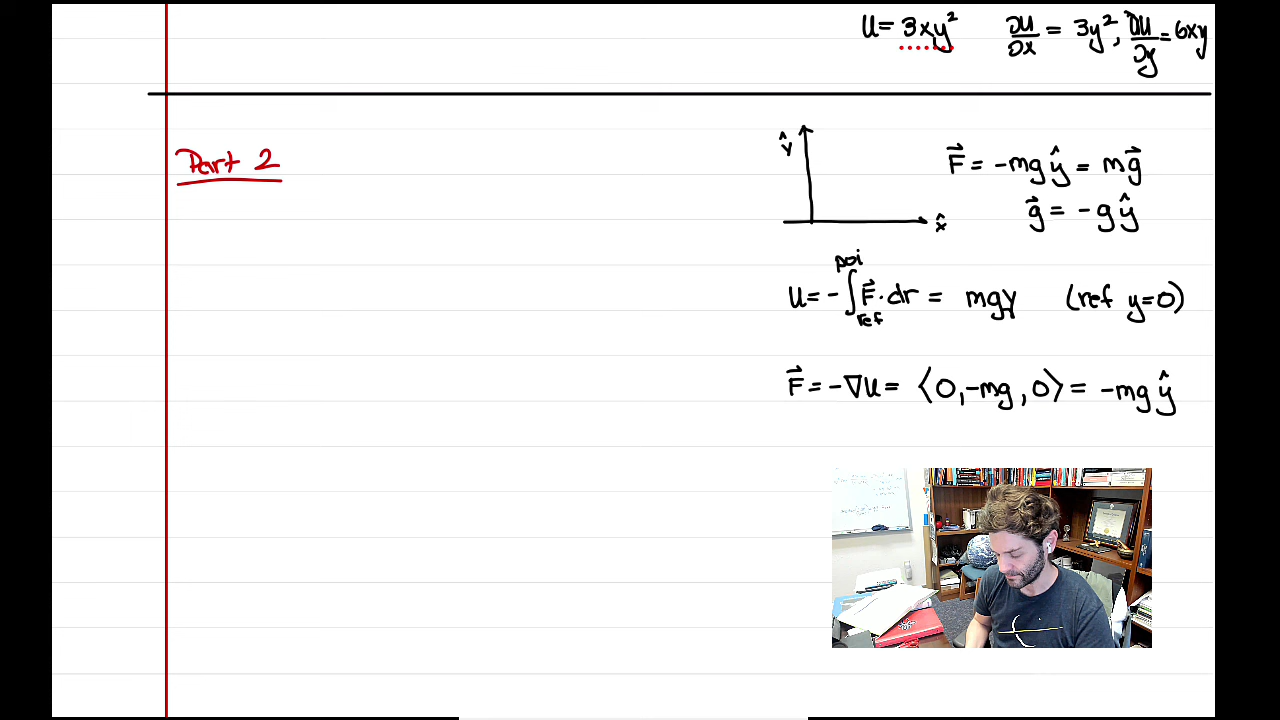 U = 3xy² ∂U/∂x = 3y², ∂U/∂y = 6xy
Part 2
ŷ
x̂
F⃗ = -mg ŷ = mg⃗
g⃗ = -g ŷ
U = -∫_ref^poi F⃗ · dr = mgy (ref y=0)
F⃗ = -∇U = ⟨0, -mg, 0⟩ = -mg ŷ